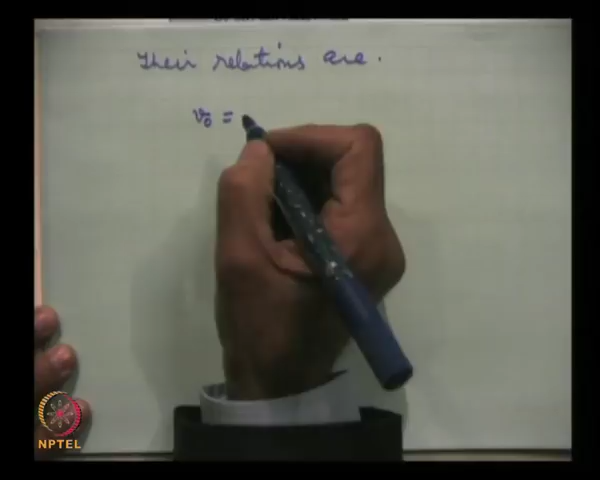 Their relations are.
v₀ =
NPTEL